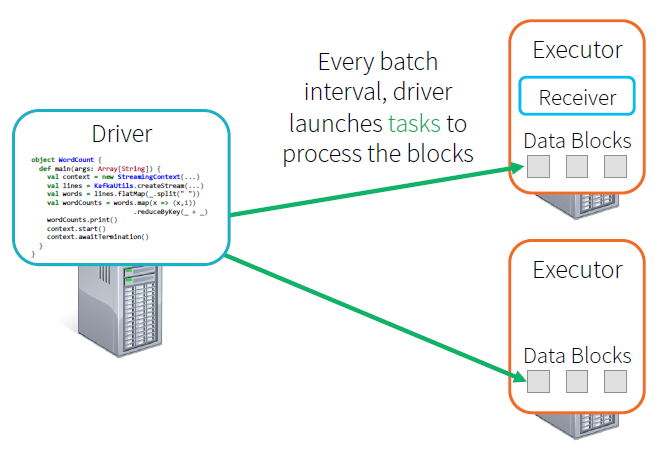 Every batch
interval, driver
launches tasks to
process the blocks
Driver
object WordCount {
def main(args: Array[String]) {
val context = new StreamingContext(...)
val lines = KafkaUtils.createStream(...)
val words = lines.flatMap(_.split(" "))
val wordCounts = words.map(x => (x,1))
.reduceByKey(_ + _)
wordCounts.print()
context.start()
context.awaitTermination()
}
}
Executor
Receiver
Data Blocks
Executor
Data Blocks